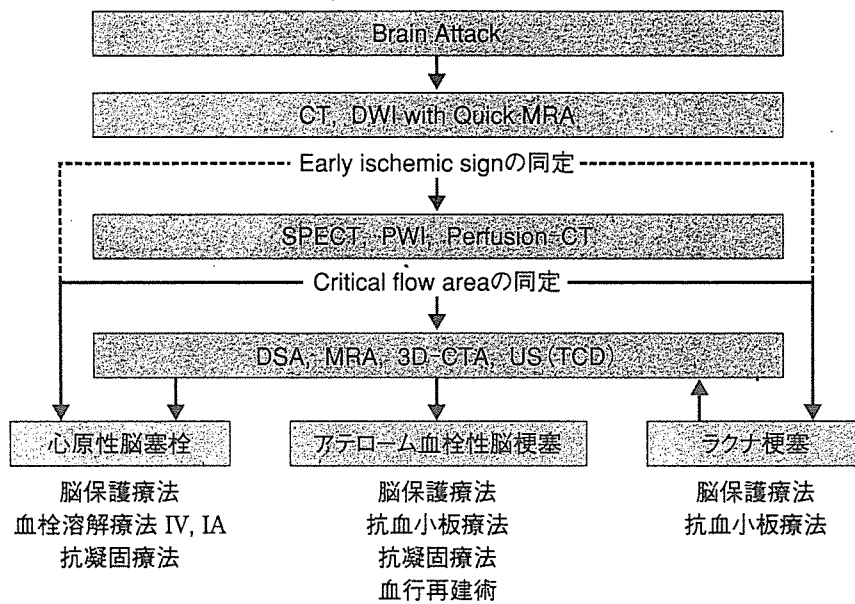 Brain Attack
CT, DWI with Quick MRA
Early ischemic signの同定
SPECT, PWI, Perfusion-CT
Critical flow areaの同定
DSA, MRA, 3D-CTA, US (TCD)
心原性脳塞栓
アテローム血栓性脳梗塞
ラクナ梗塞
脳保護療法
血栓溶解療法 IV, IA
抗凝固療法
脳保護療法
抗血小板療法
抗凝固療法
血行再建術
脳保護療法
抗血小板療法